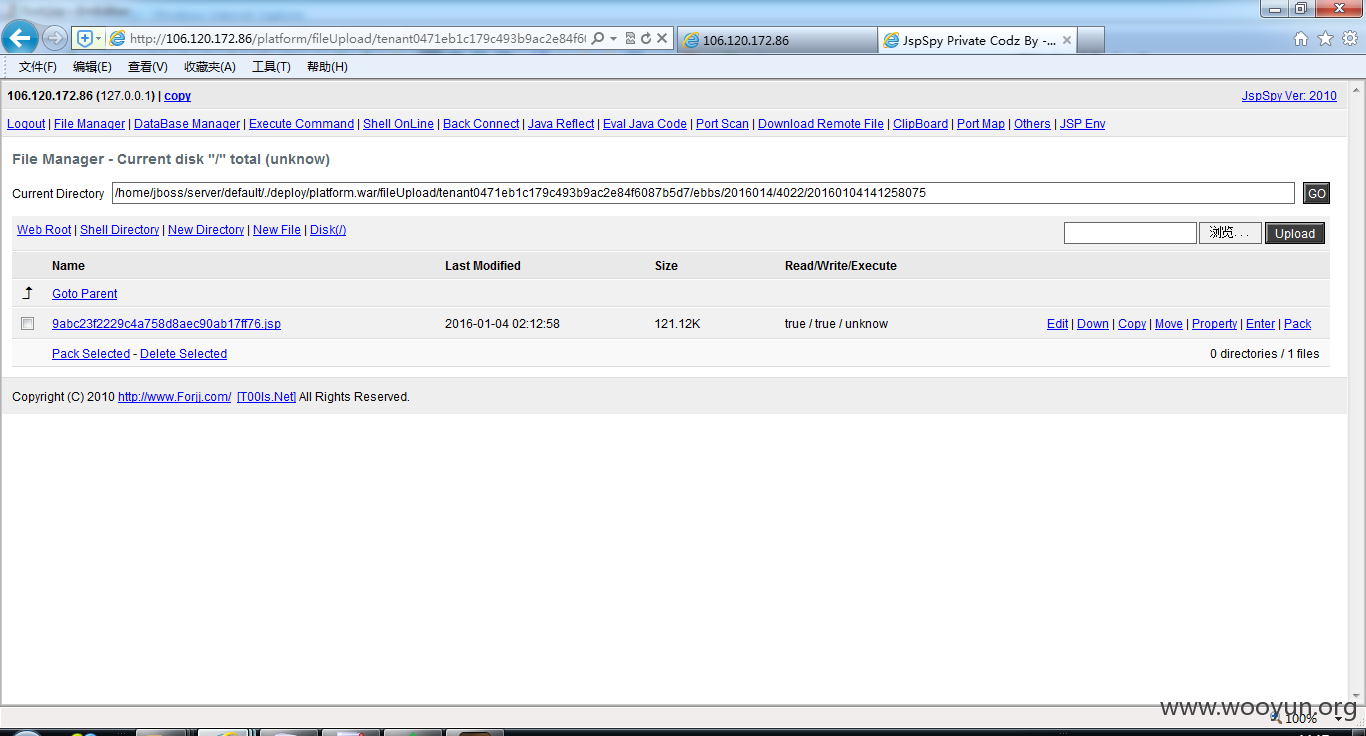 http://106.120.172.86/platform/fileUpload/tenant0471eb1c179c493b9ac2e84f6 106.120.172.86 JspSpy Private Codz By -...
文件(F) 编辑(E) 查看(V) 收藏夹(A) 工具(T) 帮助(H)
106.120.172.86 (127.0.0.1) | copy JspSpy Ver: 2010
Logout | File Manager | DataBase Manager | Execute Command | Shell OnLine | Back Connect | Java Reflect | Eval Java Code | Port Scan | Download Remote File | ClipBoard | Port Map | Others | JSP Env
File Manager - Current disk "/" total (unknow)
Current Directory /home/jboss/server/default/./deploy/platform.war/fileUpload/tenant0471eb1c179c493b9ac2e84f6087b5d7/ebbs/2016014/4022/20160104141258075 GO
Web Root | Shell Directory | New Directory | New File | Disk(/) 浏览... Upload
Name Last Modified Size Read/Write/Execute
Goto Parent
9abc23f2229c4a758d8aec90ab17ff76.jsp 2016-01-04 02:12:58 121.12K true / true / unknow Edit | Down | Copy | Move | Property | Enter | Pack
Pack Selected - Delete Selected 0 directories / 1 files
Copyright (C) 2010 http://www.Forjj.com/ [T00ls.Net] All Rights Reserved.
www.wooyun.org
100%